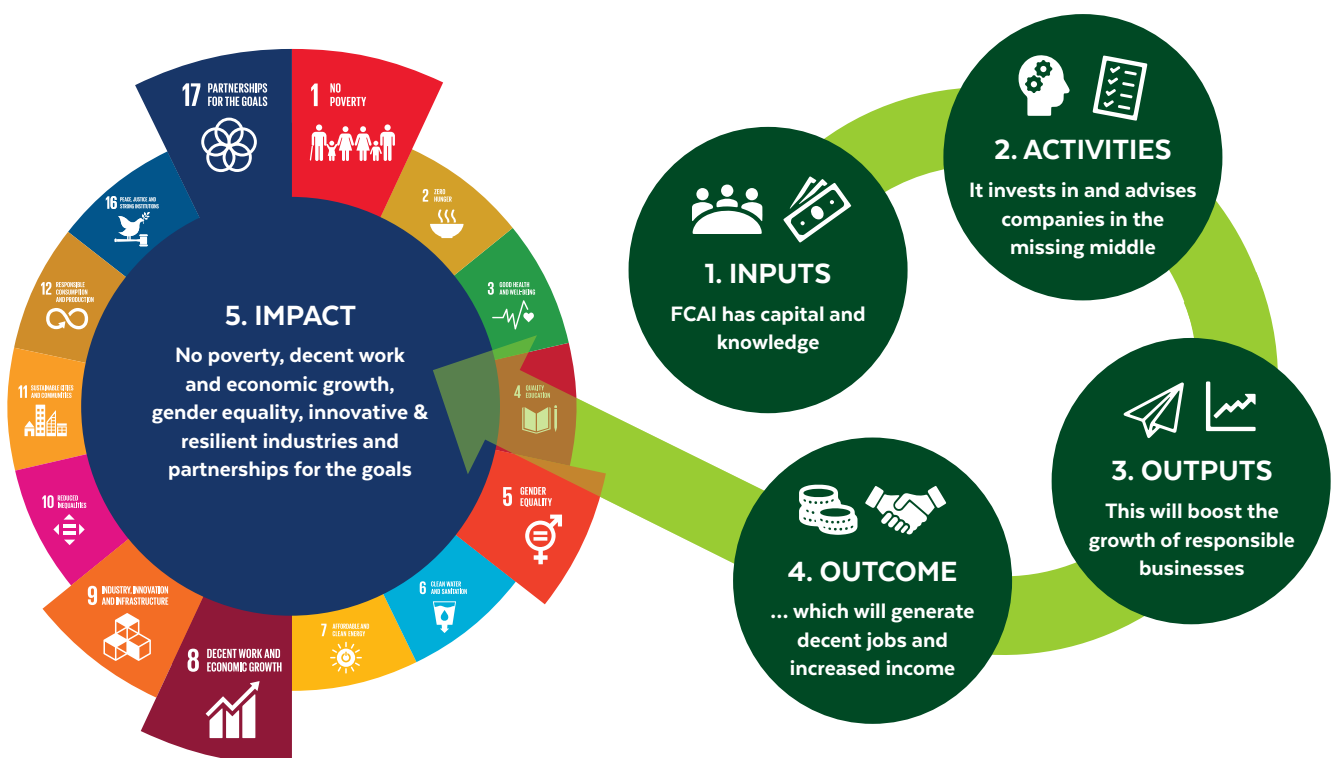 1. INPUTS
FCAI has capital and
knowledge
2. ACTIVITIES
It invests in and advises
companies in the
missing middle
3. OUTPUTS
This will boost the
growth of responsible
businesses
4. OUTCOME
... which will generate
decent jobs and
increased income
5. IMPACT
No poverty, decent work
and economic growth,
gender equality, innovative &
resilient industries and
partnerships for the goals
1 NO
POVERTY
2 ZERO
HUNGER
3 GOOD HEALTH
AND WELL-BEING
4 QUALITY
EDUCATION
5 GENDER
EQUALITY
6 CLEAN WATER
AND SANITATION
7 AFFORDABLE AND
CLEAN ENERGY
8 DECENT WORK AND
ECONOMIC GROWTH
9 INDUSTRY, INNOVATION
AND INFRASTRUCTURE
10 REDUCED
INEQUALITIES
11 SUSTAINABLE CITIES
AND COMMUNITIES
12 RESPONSIBLE
CONSUMPTION
AND PRODUCTION
16 PEACE, JUSTICE AND
STRONG INSTITUTIONS
17 PARTNERSHIPS
FOR THE GOALS